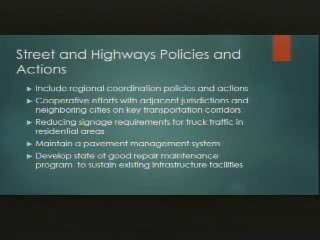 Street and Highways Policies and
Actions
Include regional coordination policies and actions
Cooperative efforts with adjacent jurisdictions and
neighboring cities on key transportation corridors
Reducing signage requirements for truck traffic in
residential areas
Maintain a pavement management system
Develop state of good repair maintenance
program to sustain existing infrastructure facilities